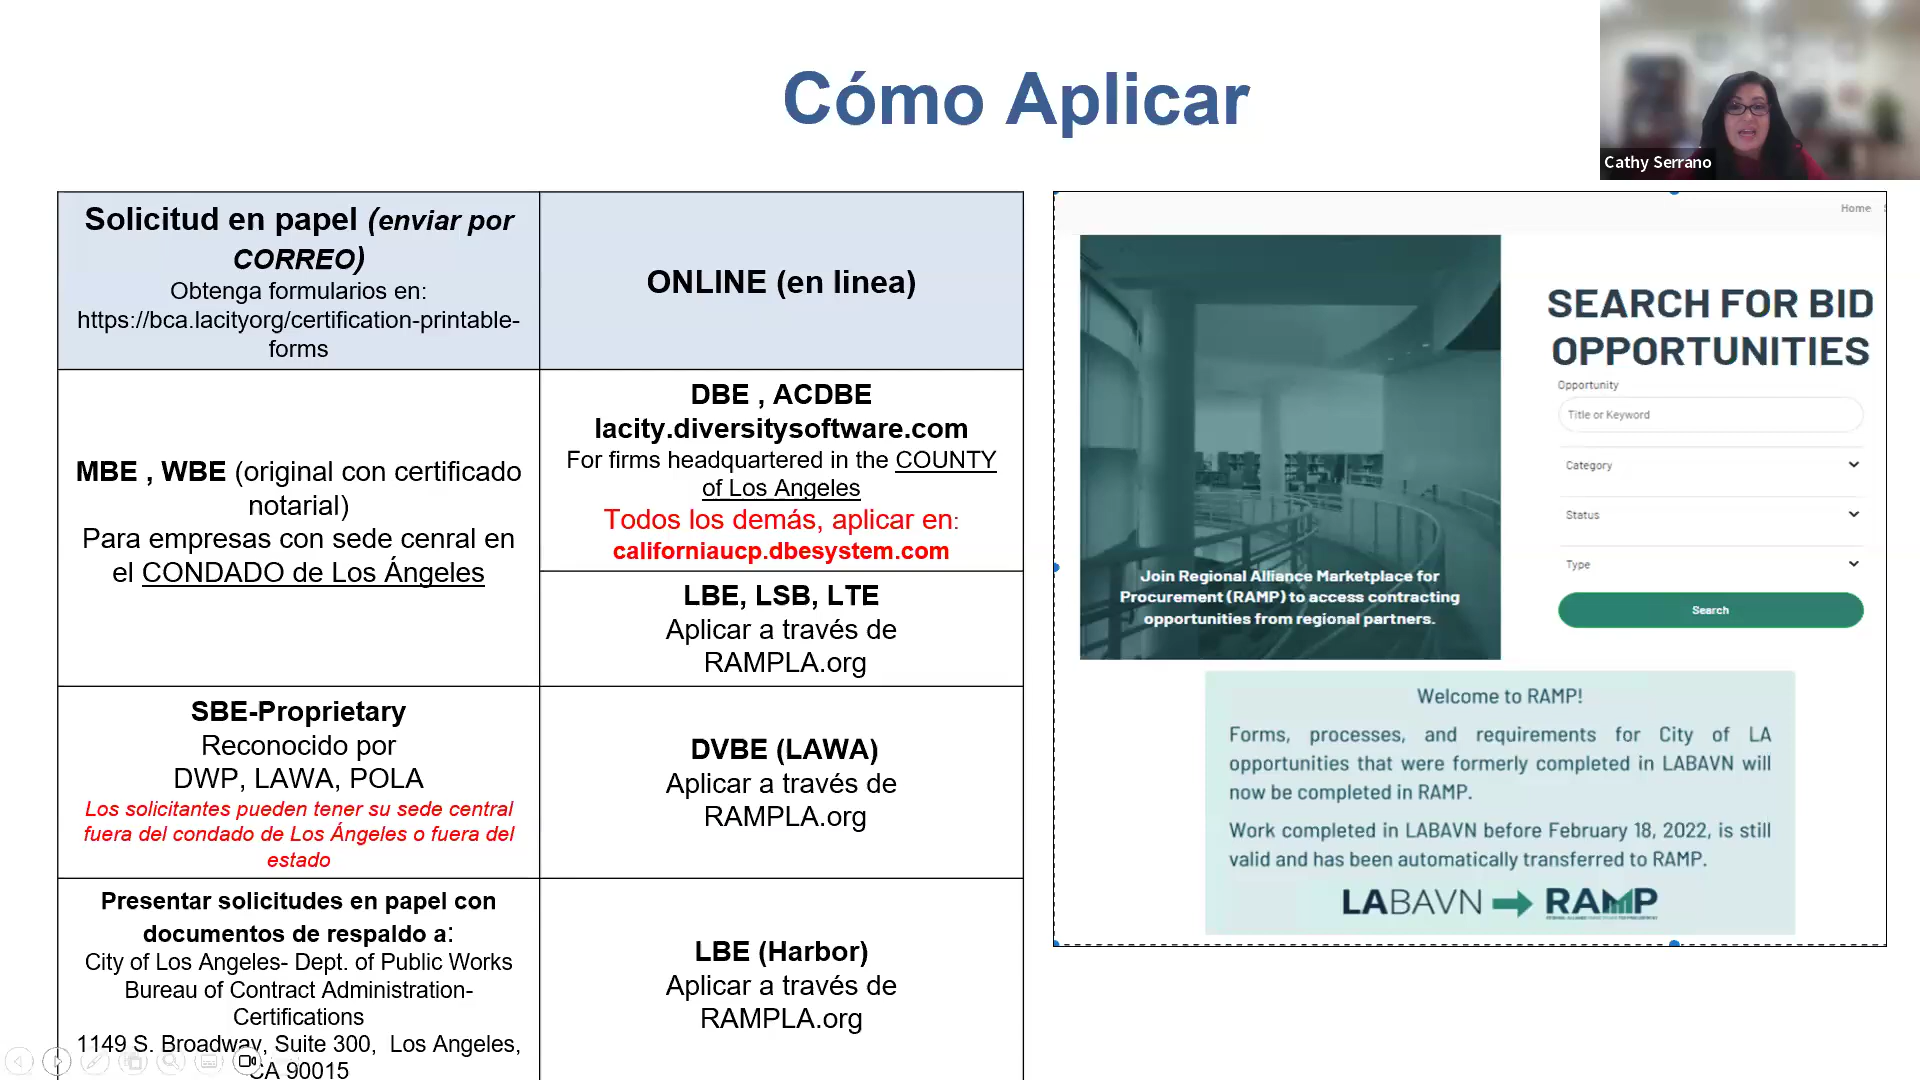 Cómo Aplicar
Cathy Serrano
Solicitud en papel (enviar por
CORREO)
Obtenga formularios en:
https://bca.lacityorg/certification-printable-
forms
ONLINE (en linea)
MBE , WBE (original con certificado
notarial)
Para empresas con sede cenral en
el CONDADO de Los Ángeles
DBE , ACDBE
lacity.diversitysoftware.com
For firms headquartered in the COUNTY
of Los Angeles
Todos los demás, aplicar en:
californiaucp.dbesystem.com
LBE, LSB, LTE
Aplicar a través de
RAMPLA.org
SBE-Proprietary
Reconocido por
DWP, LAWA, POLA
Los solicitantes pueden tener su sede central
fuera del condado de Los Ángeles o fuera del
estado
DVBE (LAWA)
Aplicar a través de
RAMPLA.org
Presentar solicitudes en papel con
documentos de respaldo a:
City of Los Angeles- Dept. of Public Works
Bureau of Contract Administration-
Certifications
1149 S. Broadway, Suite 300, Los Angeles,
CA 90015
LBE (Harbor)
Aplicar a través de
RAMPLA.org
Home
Join Regional Alliance Marketplace for
Procurement (RAMP) to access contracting
opportunities from regional partners.
SEARCH FOR BID
OPPORTUNITIES
Opportunity
Title or Keyword
Category
Status
Type
Search
Welcome to RAMP!
Forms, processes, and requirements for City of LA
opportunities that were formerly completed in LABAVN will
now be completed in RAMP.
Work completed in LABAVN before February 18, 2022, is still
valid and has been automatically transferred to RAMP.
LABAVN RAMP